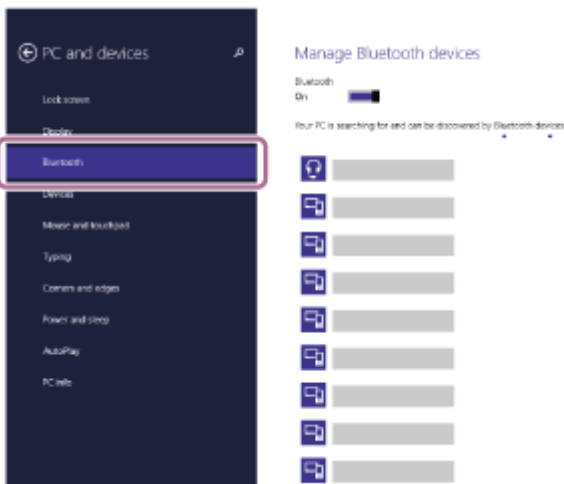 PC and devices
Lock screen
Display
Bluetooth
Devices
Mouse and touchpad
Typing
Corners and edges
Power and sleep
AutoPlay
PC info
Manage Bluetooth devices
Bluetooth
On
Your PC is searching for and can be discovered by Bluetooth devices